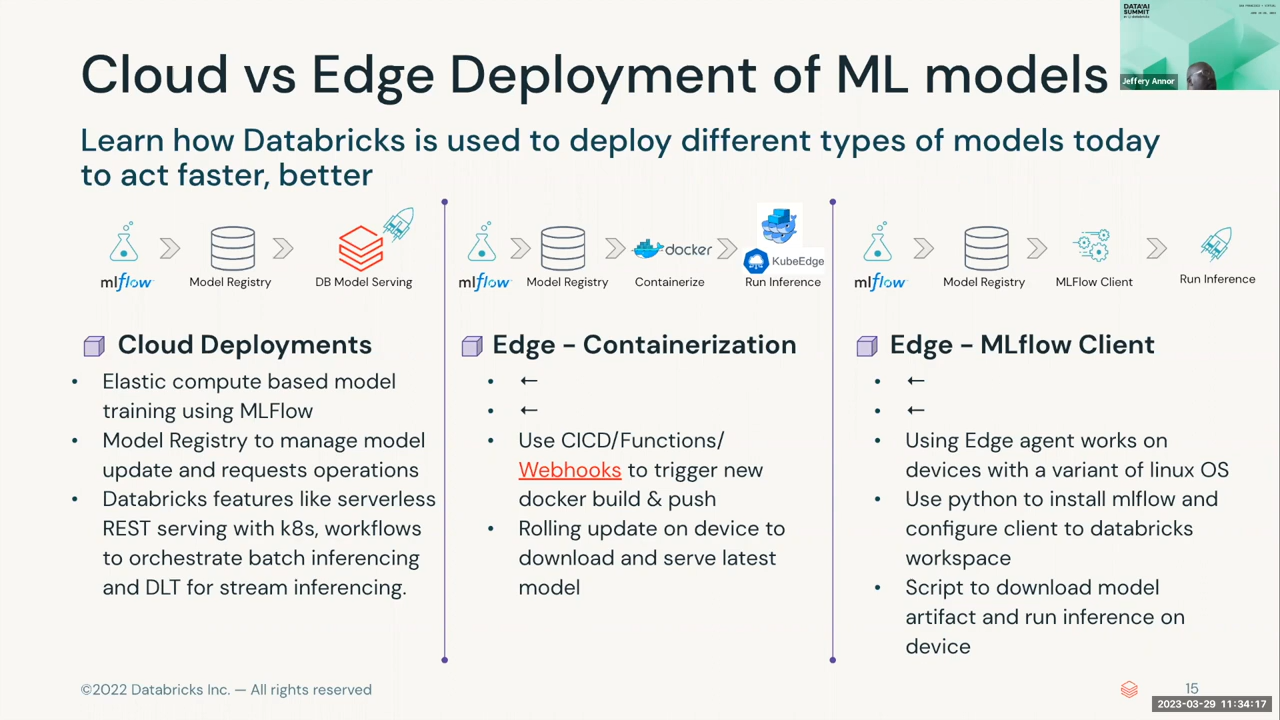 Cloud vs Edge Deployment of ML models
DATA+AI
SUMMIT
Jeffery Annor
Learn how Databricks is used to deploy different types of models today
to act faster, better
mlflow
Model Registry
DB Model Serving
mlflow
Model Registry
docker
Containerize
KubeEdge
Run Inference
mlflow
Model Registry
MLFlow Client
Run Inference
Cloud Deployments
• Elastic compute based model
training using MLFlow
• Model Registry to manage model
update and requests operations
• Databricks features like serverless
REST serving with k8s, workflows
to orchestrate batch inferencing
and DLT for stream inferencing.
Edge – Containerization
• ←
• ←
• Use CICD/Functions/
Webhooks to trigger new
docker build & push
• Rolling update on device to
download and serve latest
model
Edge – MLflow Client
• ←
• ←
• Using Edge agent works on
devices with a variant of linux OS
• Use python to install mlflow and
configure client to databricks
workspace
• Script to download model
artifact and run inference on
device
©2022 Databricks Inc. — All rights reserved
15
2023-03-29 11:34:17